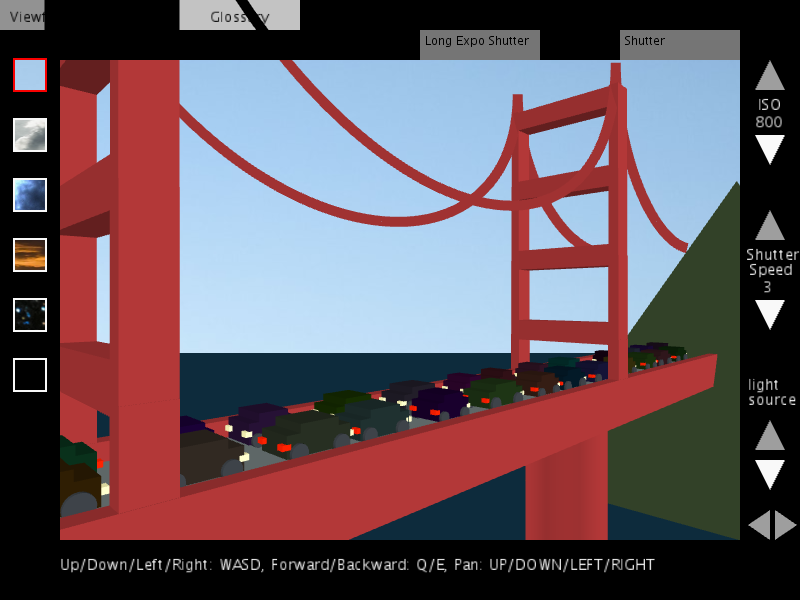 Glossary
Long Expo Shutter
Shutter
ISO
800
Shutter
Speed
3
light
source
Up/Down/Left/Right: WASD, Forward/Backward: Q/E, Pan: UP/DOWN/LEFT/RIGHT